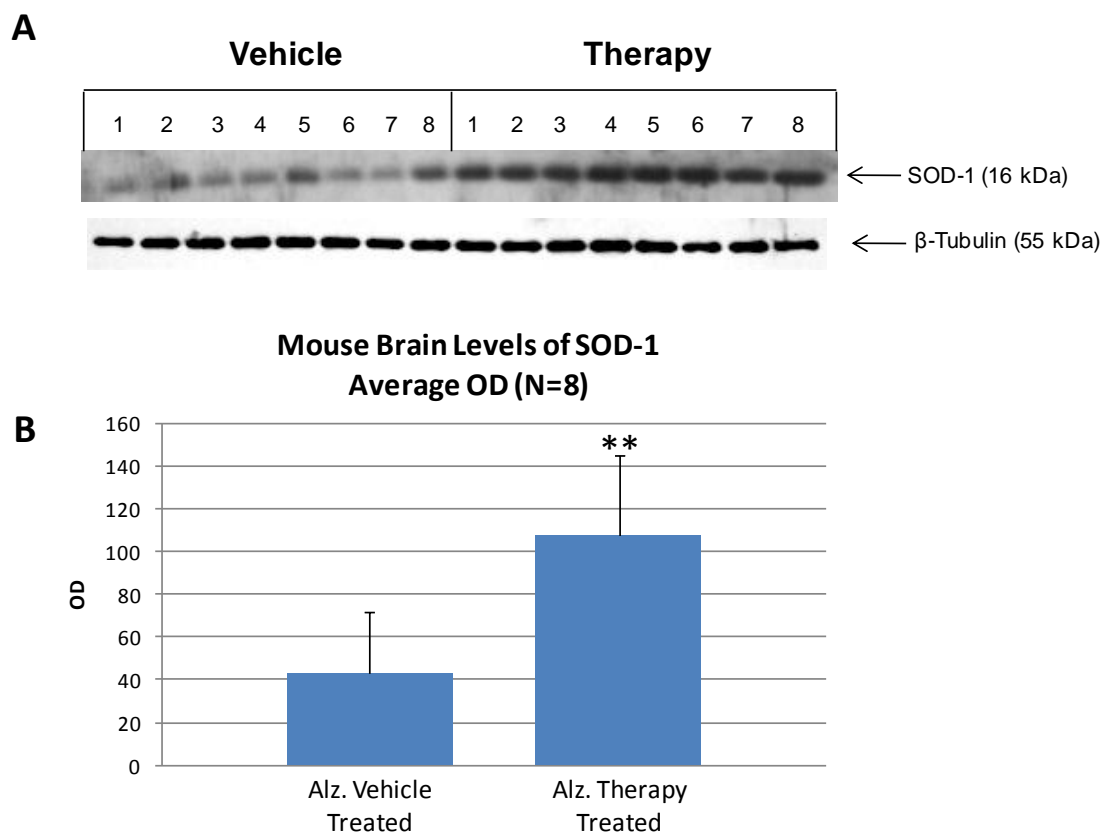 A
Vehicle Therapy
1 2 3 4 5 6 7 8 1 2 3 4 5 6 7 8
SOD-1 (16 kDa)
β-Tubulin (55 kDa)
Mouse Brain Levels of SOD-1
Average OD (N=8)
B
160
140
120
100
80
60
40
20
0
OD
**
Alz. Vehicle
Treated
Alz. Therapy
Treated